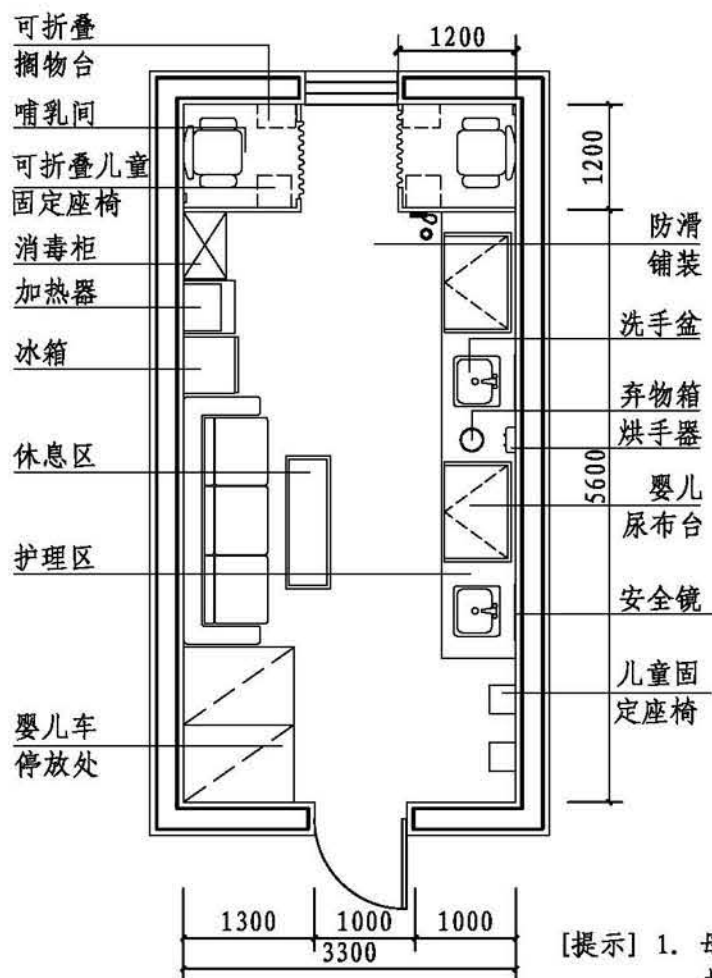 可折叠
搁物台
哺乳间
可折叠儿童
固定座椅
消毒柜
加热器
冰箱
休息区
护理区
婴儿车
停放处
1200
1200
防滑
铺装
洗手盆
弃物箱
烘手器
5600
婴儿
尿布台
安全镜
儿童固
定座椅
1300
1000
1000
3300
[提示] 1.